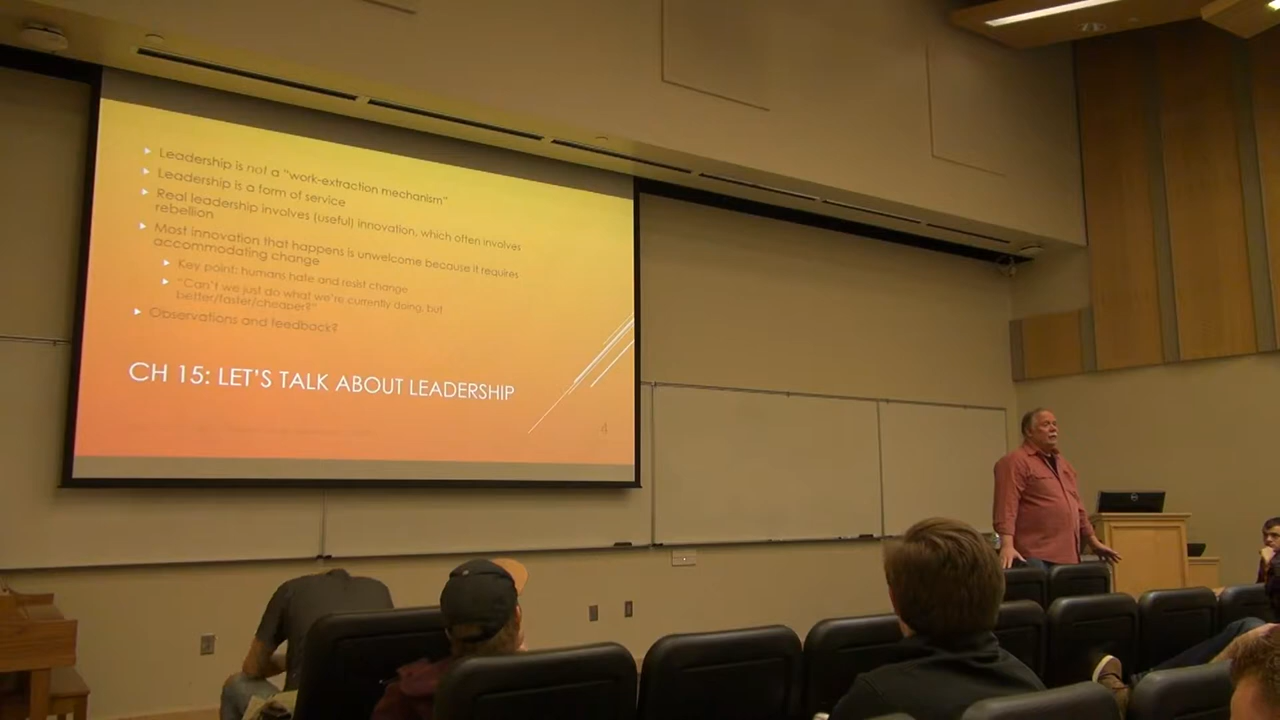 Leadership is not a "work-extraction mechanism"
Leadership is a form of service
Real leadership involves (useful) innovation, which often involves
rebellion
Most innovation that happens is unwelcome because it requires
accommodating change
Key point: humans hate and resist change
"Can't we just do what we're currently doing, but
better/faster/cheaper?"
Observations and feedback?
CH 15: LET'S TALK ABOUT LEADERSHIP
4